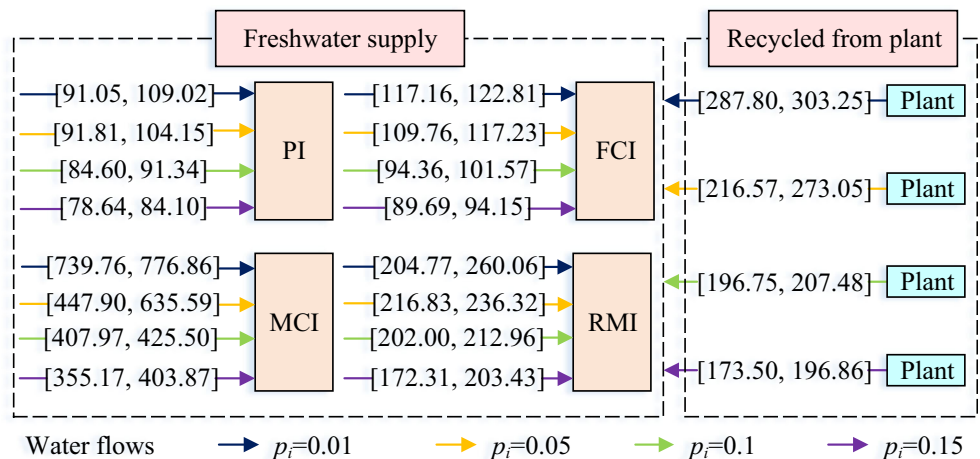 Freshwater supply
Recycled from plant
[91.05, 109.02]
[91.81, 104.15]
[84.60, 91.34]
[78.64, 84.10]
PI
[117.16, 122.81]
[109.76, 117.23]
[94.36, 101.57]
[89.69, 94.15]
FCI
[739.76, 776.86]
[447.90, 635.59]
[407.97, 425.50]
[355.17, 403.87]
MCI
[204.77, 260.06]
[216.83, 236.32]
[202.00, 212.96]
[172.31, 203.43]
RMI
[287.80, 303.25] Plant
[216.57, 273.05] Plant
[196.75, 207.48] Plant
[173.50, 196.86] Plant
Water flows pᵢ=0.01 pᵢ=0.05 pᵢ=0.1 pᵢ=0.15